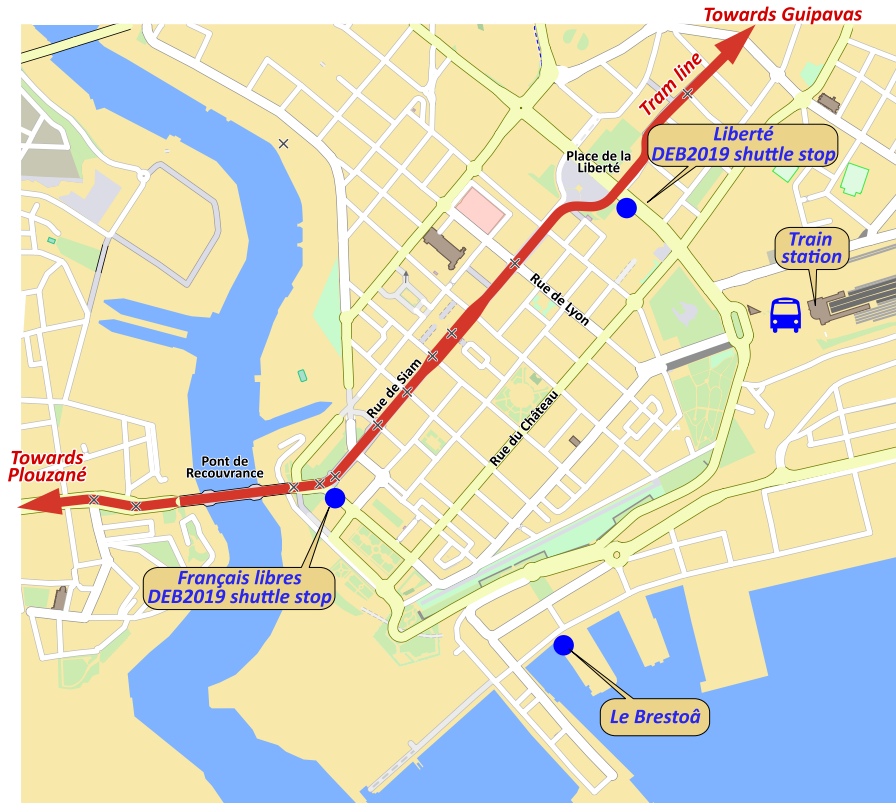 Towards Guipavas
Tram line
Liberté
DEB2019 shuttle stop
Place de la
Liberté
Train
station
Rue de Lyon
Rue de Siam
Rue du Château
Towards
Plouzané
Pont de
Recouvrance
Français libres
DEB2019 shuttle stop
Le Brestoâ